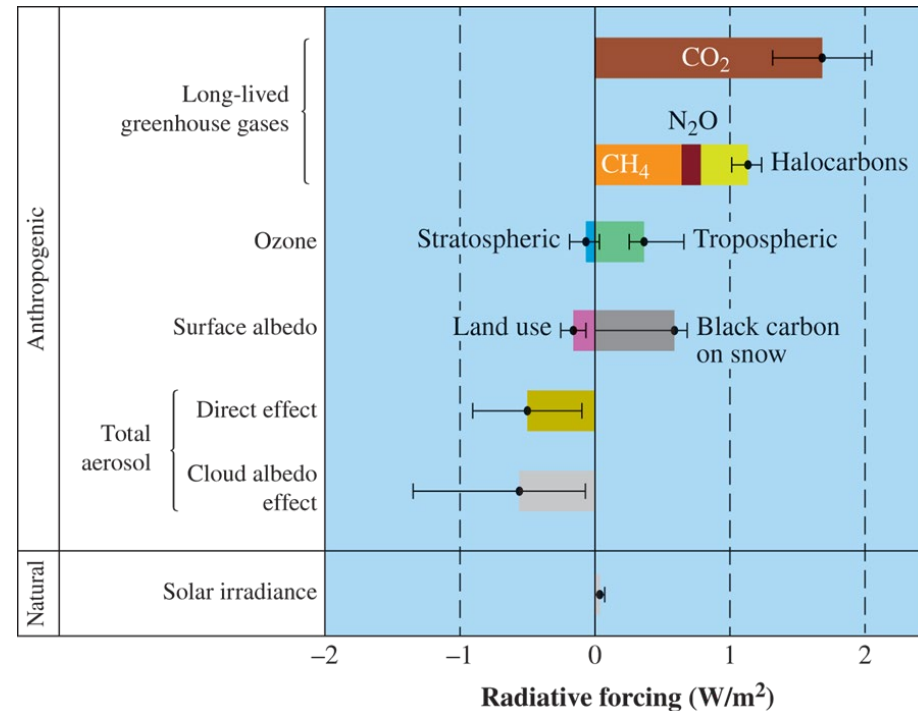 Anthropogenic
Natural
Long-lived
greenhouse gases
CO₂
N₂O
CH₄
Halocarbons
Ozone
Stratospheric
Tropospheric
Surface albedo
Land use
Black carbon
on snow
Total
aerosol
Direct effect
Cloud albedo
effect
Solar irradiance
−2
−1
0
1
2
Radiative forcing (W/m²)